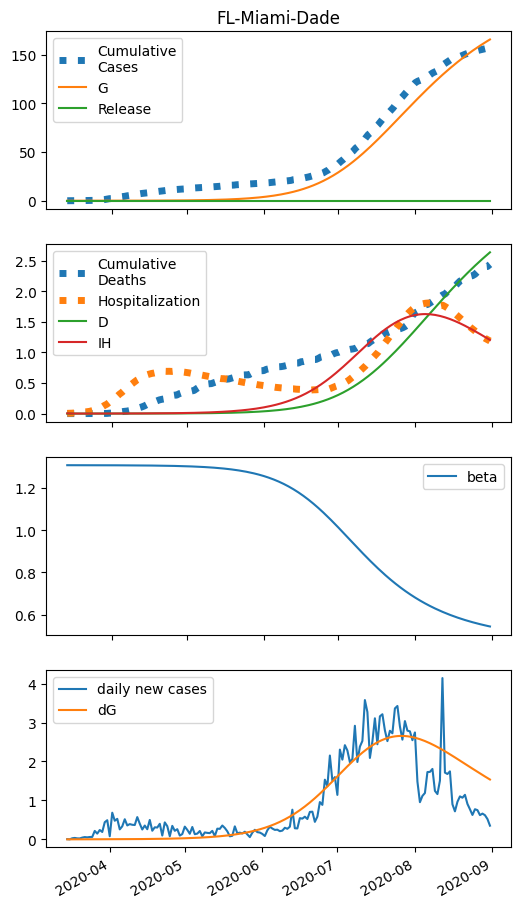 FL-Miami-Dade
Cumulative
Cases
G
Release
150
100
50
0
Cumulative
Deaths
Hospitalization
D
IH
2.5
2.0
1.5
1.0
0.5
0.0
beta
1.2
1.0
0.8
0.6
daily new cases
dG
4
3
2
1
0
2020-04
2020-05
2020-06
2020-07
2020-08
2020-09